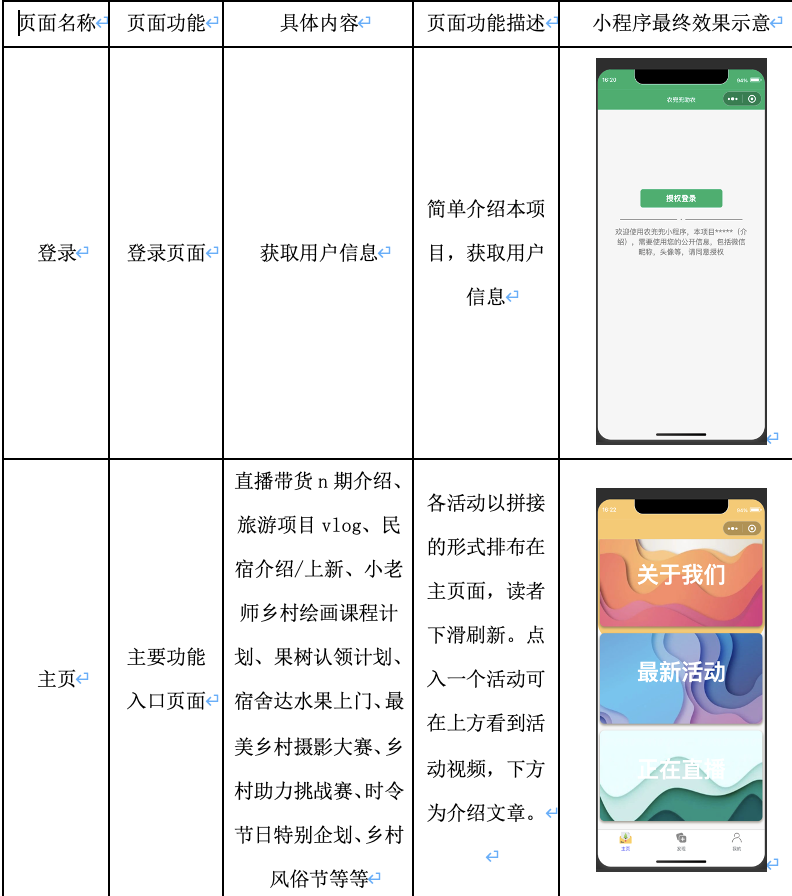 页面名称
页面功能
具体内容
页面功能描述
小程序最终效果示意
登录
登录页面
获取用户信息
简单介绍本项
目，获取用户
信息
16:20
94%
农兜兜助农
授权登录
欢迎使用农兜兜小程序，本项目*****（介
绍），需要使用您的公开信息，包括微信
昵称，头像等，请同意授权
主页
主要功能
入口页面
直播带货 n 期介绍、
旅游项目 vlog、民
宿介绍/上新、小老
师乡村绘画课程计
划、果树认领计划、
宿舍达水果上门、最
美乡村摄影大赛、乡
村助力挑战赛、时令
节日特别企划、乡村
风俗节等等
各活动以拼接
的形式排布在
主页面，读者
下滑刷新。点
入一个活动可
在上方看到活
动视频，下方
为介绍文章。
16:22
关于我们
最新活动
正在直播
主页
我的